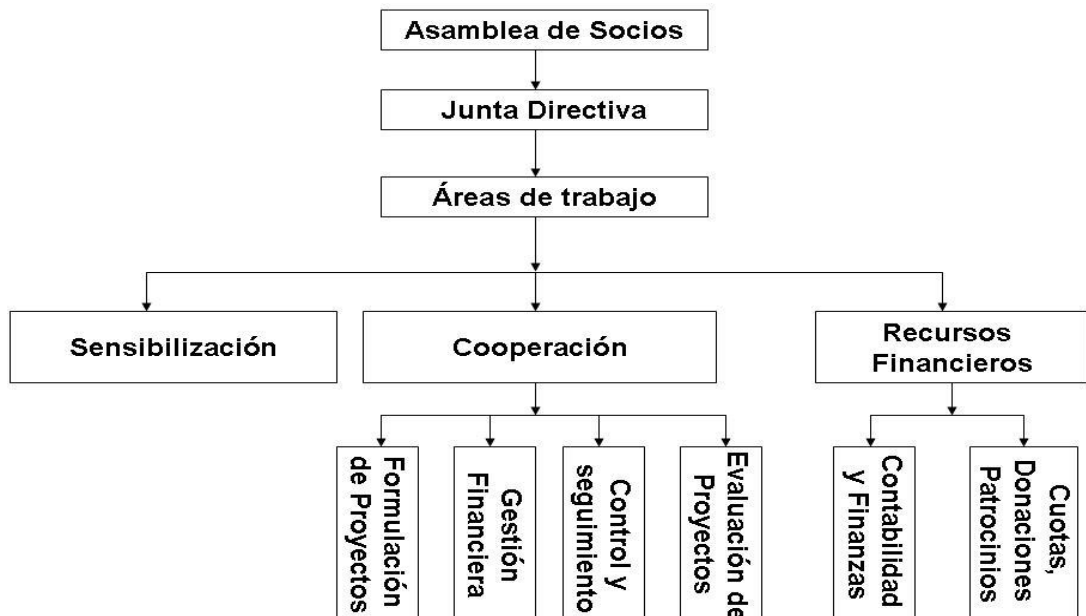 Asamblea de Socios
Junta Directiva
Áreas de trabajo
Sensibilización
Cooperación
Recursos
Financieros
Formulación
de Proyectos
Gestión
Financiera
Control y
seguimiento
Evaluación de
Proyectos
Contabilidad
y Finanzas
Cuotas,
Donaciones
Patrocinios